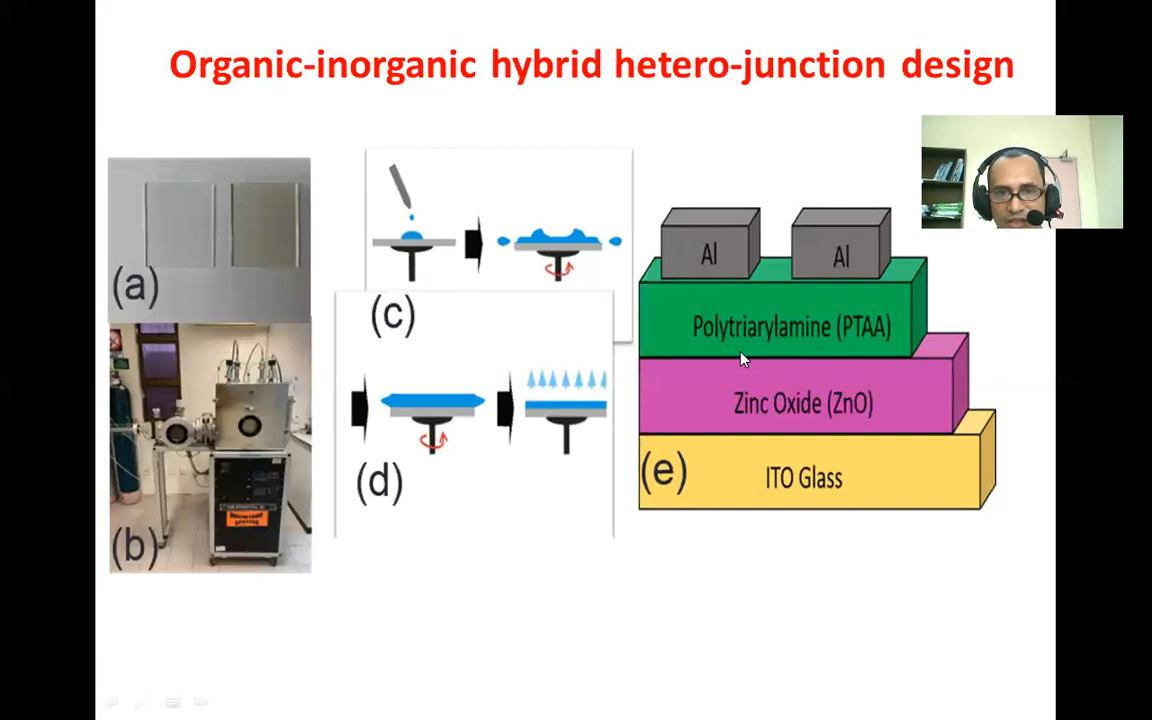 Organic-inorganic hybrid hetero-junction design
(a)
(b)
(c)
(d)
Al
Al
Polytriarylamine (PTAA)
Zinc Oxide (ZnO)
(e)
ITO Glass